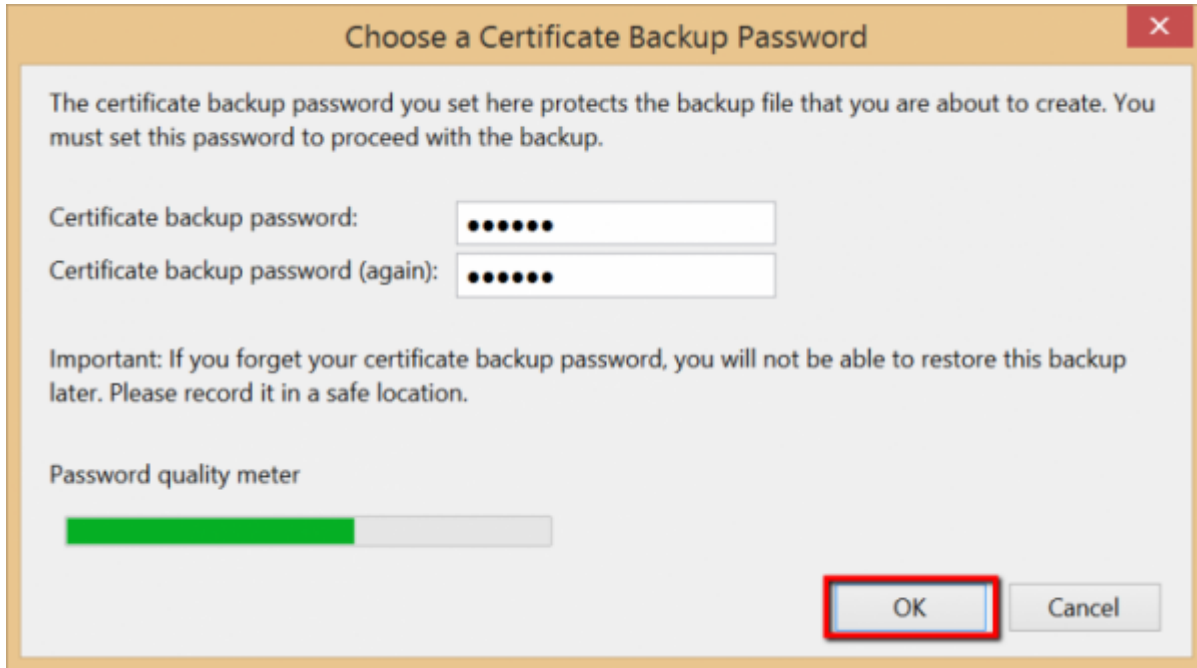 Choose a Certificate Backup Password
The certificate backup password you set here protects the backup file that you are about to create. You
must set this password to proceed with the backup.
Certificate backup password:
••••••
Certificate backup password (again):
••••••
Important: If you forget your certificate backup password, you will not be able to restore this backup
later. Please record it in a safe location.
Password quality meter
OK
Cancel